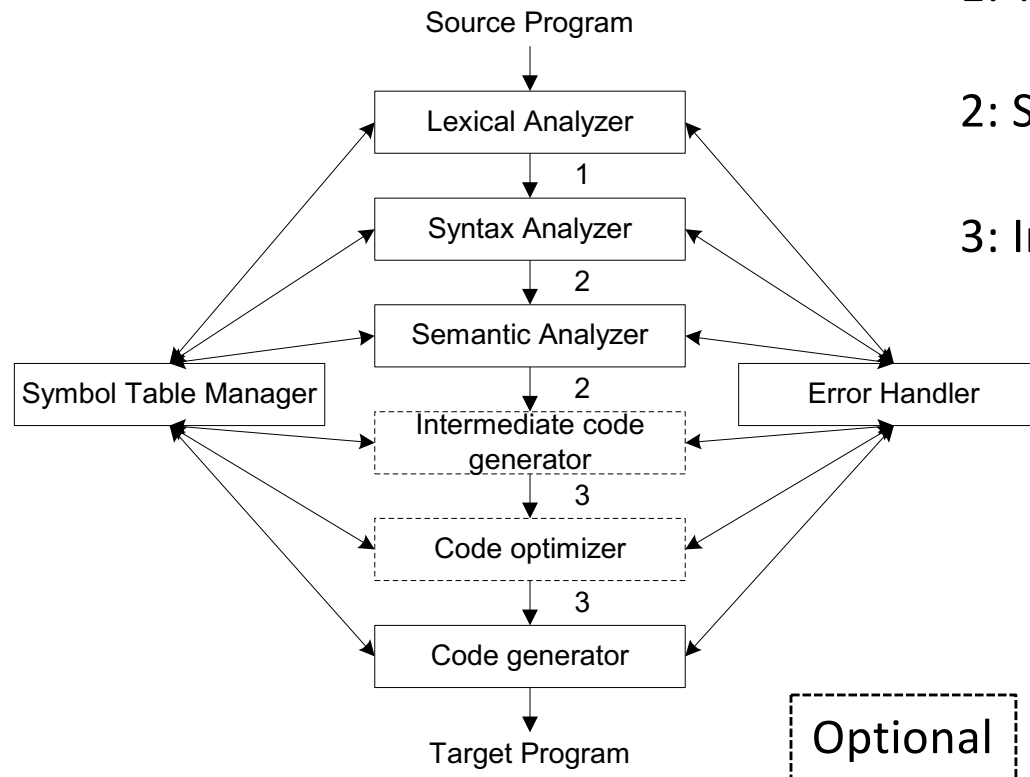 Source Program
Lexical Analyzer
1
Syntax Analyzer
2: S
2
3: I
Semantic Analyzer
Symbol Table Manager
2
Error Handler
Intermediate code
generator
3
Code optimizer
3
Code generator
Target Program
Optional